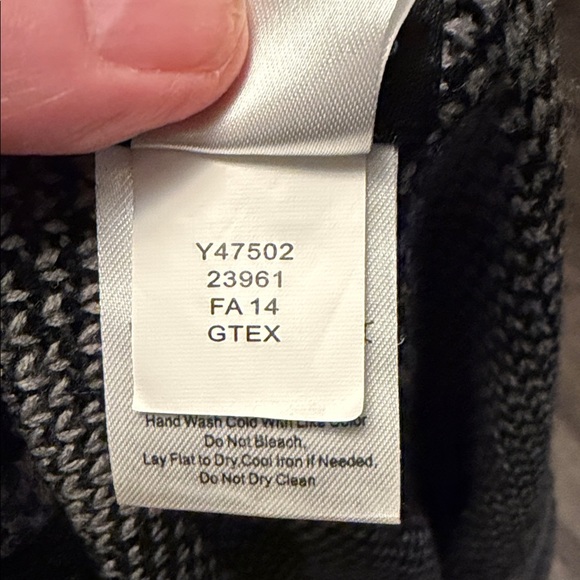 Y47502
23961
FA 14
GTEX
Hand Wash Cold With Like Color
Do Not Bleach,
Lay Flat to Dry,Cool Iron if Needed,
Do Not Dry Clean